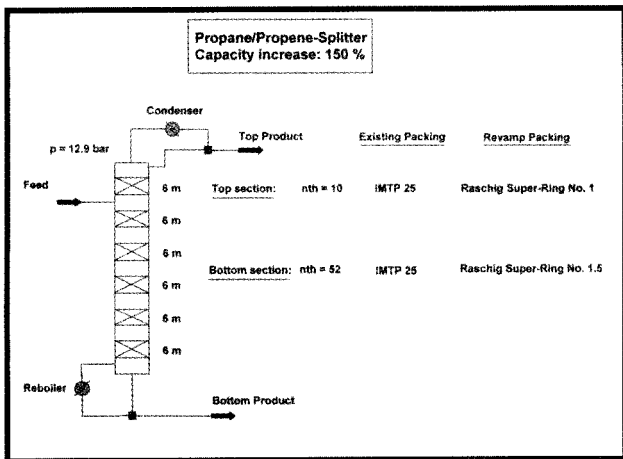 Propane/Propene-Splitter
Capacity increase: 150 %
Condenser
p = 12.9 bar
Top Product
Existing Packing
Revamp Packing
Feed
6 m
Top section: nth = 10 IMTP 25 Raschig Super-Ring No. 1
6 m
6 m
Bottom section: nth = 52 IMTP 25 Raschig Super-Ring No. 1.5
6 m
6 m
6 m
Reboiler
Bottom Product